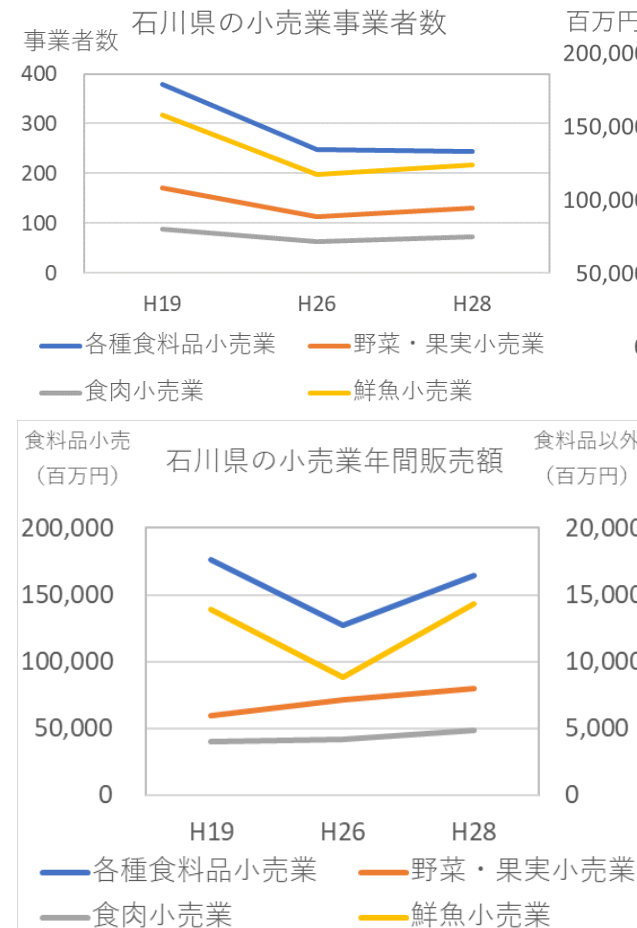 石川県の小売業事業者数
事業者数
400
300
200
100
0
H19 H26 H28
各種食料品小売業 野菜・果実小売業
食肉小売業 鮮魚小売業
百万円
200,000
150,000
100,000
50,000
石川県の小売業年間販売額
食料品小売
（百万円）
食料品以外
（百万円）
200,000
150,000
100,000
50,000
0
20,000
15,000
10,000
5,000
0
H19 H26 H28
各種食料品小売業 野菜・果実小売業
食肉小売業 鮮魚小売業